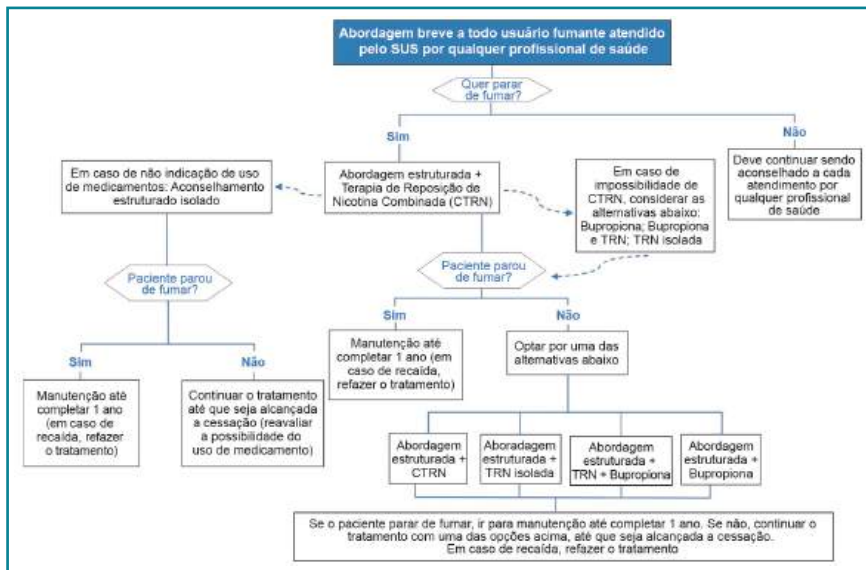 Abordagem breve a todo usuário fumante atendido
pelo SUS por qualquer profissional de saúde
Quer parar
de fumar?
Sim
Não
Em caso de não indicação de uso
de medicamentos: Aconselhamento
estruturado isolado
Abordagem estruturada +
Terapia de Reposição de
Nicotina Combinada (CTRN)
Em caso de
impossibilidade de
CTRN, considerar as
alternativas abaixo:
Bupropiona; Bupropiona
e TRN; TRN isolada
Deve continuar sendo
aconselhado a cada
atendimento por
qualquer profissional
de saúde
Paciente parou
de fumar?
Paciente parou
de fumar?
Sim
Não
Sim
Não
Manutenção até
completar 1 ano
(em caso de
recaída, refazer
o tratamento)
Continuar o tratamento
até que seja alcançada
a cessação (reavaliar
a possibilidade do
uso de medicamento)
Manutenção até
completar 1 ano (em
caso de recaída,
refazer o tratamento)
Optar por uma das
alternativas abaixo
Abordagem
estruturada +
CTRN
Aboradagem
estruturada +
TRN isolada
Abordagem
estruturada +
TRN + Bupropiona
Abordagem
estruturada +
Bupropiona
Se o paciente parar de fumar, ir para manutenção até completar 1 ano. Se não, continuar o
tratamento com uma das opções acima, até que seja alcançada a cessação.
Em caso de recaída, refazer o tratamento